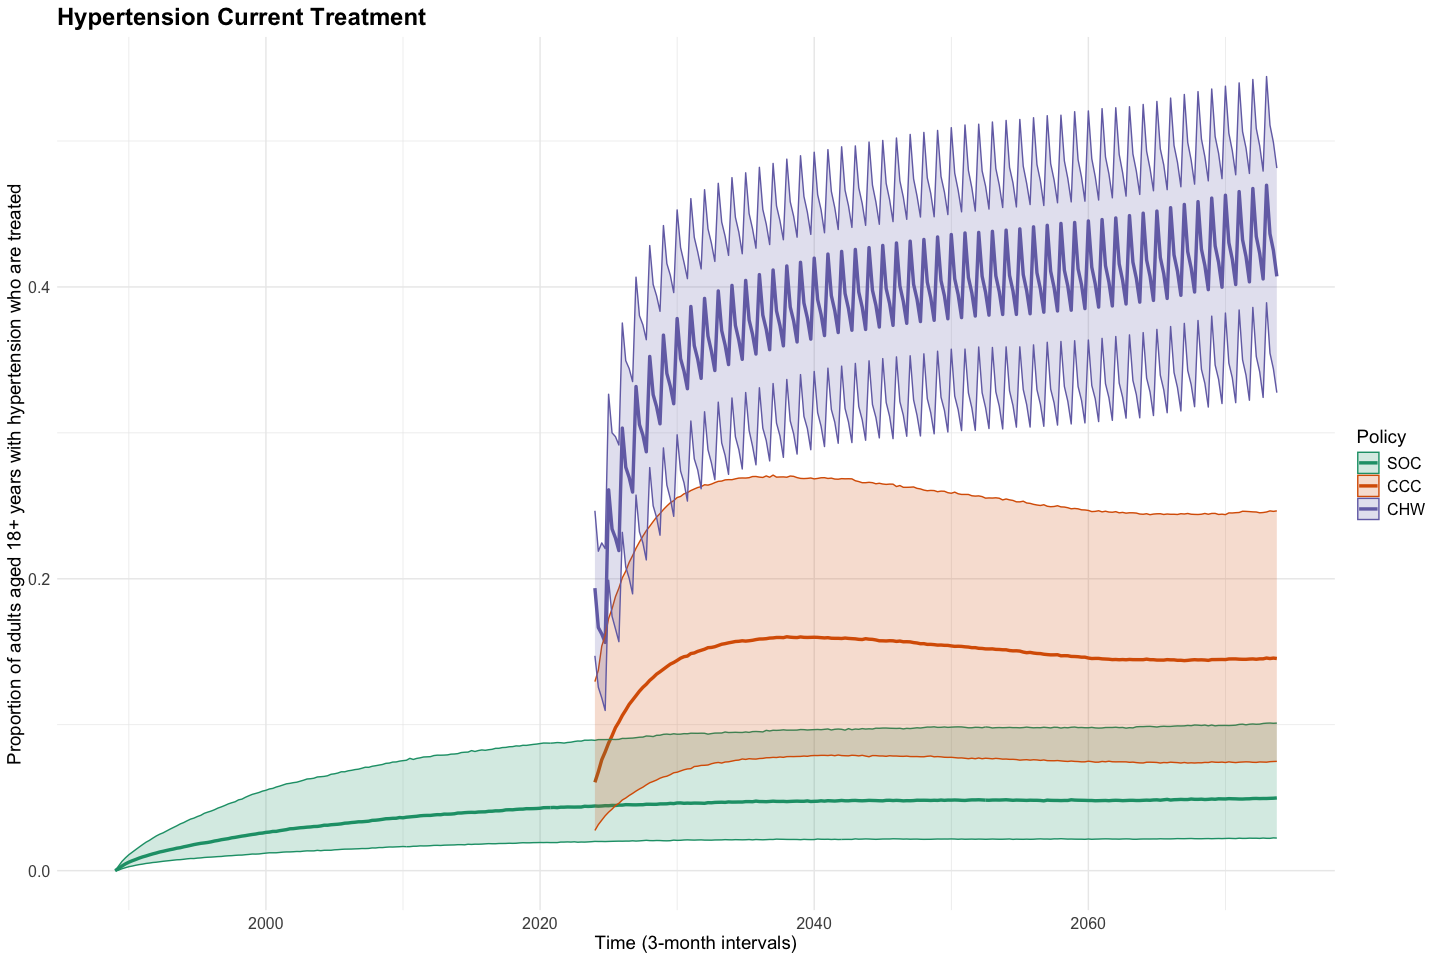 Hypertension Current Treatment
Proportion of adults aged 18+ years with hypertension who are treated
0.4
0.2
0.0
2000
2020
2040
2060
Time (3-month intervals)
Policy
SOC
CCC
CHW